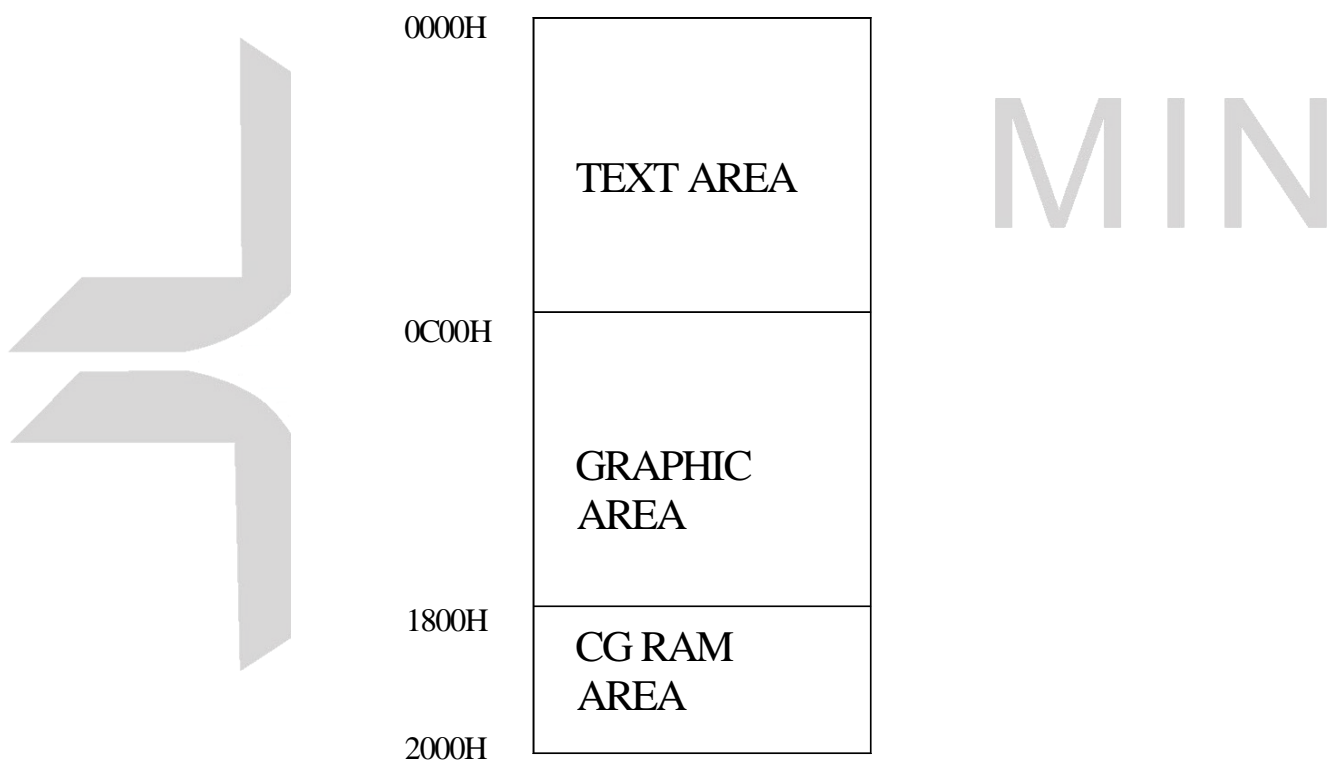 0000H
MIN
TEXT AREA
0C00H
GRAPHIC
AREA
1800H
CG RAM
AREA
2000H